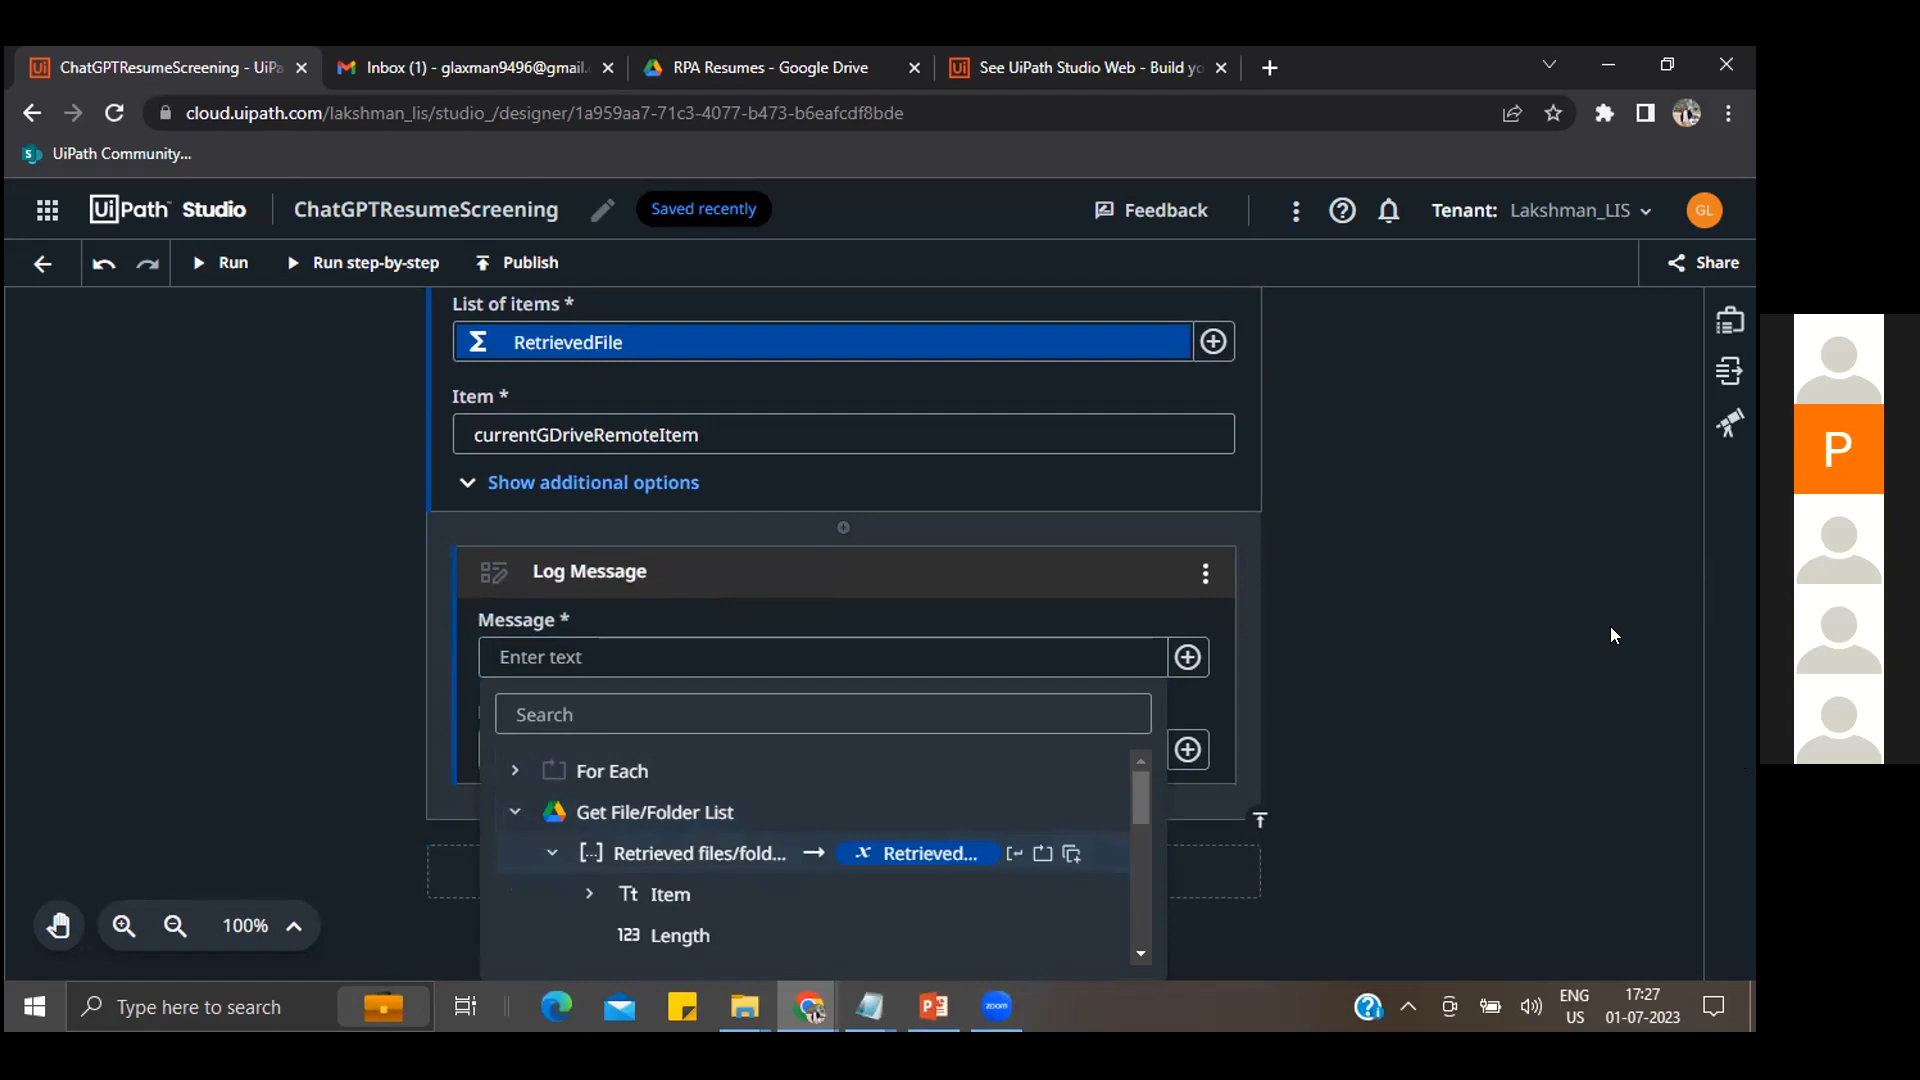 ChatGPTResumeScreening - UiPa
Inbox (1) - glaxman9496@gmail.
RPA Resumes - Google Drive
See UiPath Studio Web - Build yo
cloud.uipath.com/lakshman_lis/studio_/designer/1a959aa7-71c3-4077-b473-b6eafcdf8bde
UiPath Community...
UiPath Studio
ChatGPTResumeScreening
Saved recently
Feedback
Tenant: Lakshman_LIS
GL
Run
Run step-by-step
Publish
Share
List of items *
RetrievedFile
Item *
currentGDriveRemoteItem
Show additional options
Log Message
Message *
Enter text
Search
For Each
Get File/Folder List
[...] Retrieved files/fold... → x Retrieved...
Tt Item
123 Length
100%
P
Type here to search
zoom
ENG
US
17:27
01-07-2023